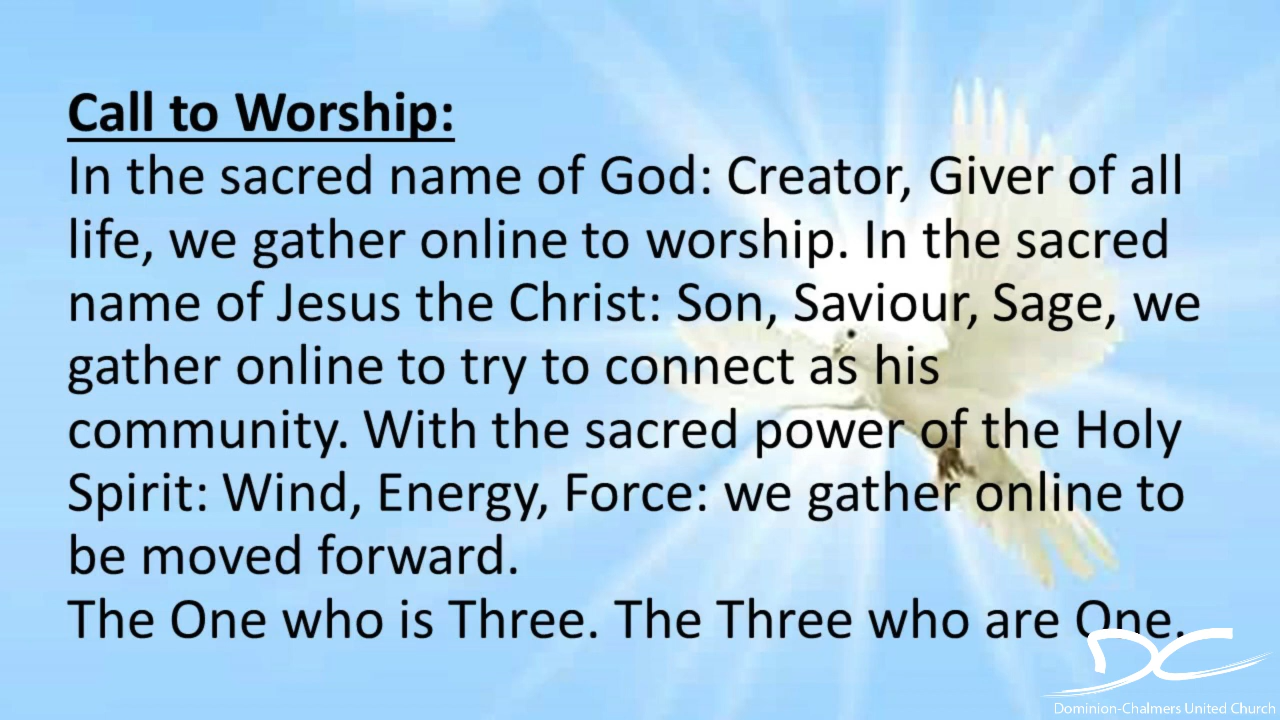 Call to Worship:
In the sacred name of God: Creator, Giver of all
life, we gather online to worship. In the sacred
name of Jesus the Christ: Son, Saviour, Sage, we
gather online to try to connect as his
community. With the sacred power of the Holy
Spirit: Wind, Energy, Force: we gather online to
be moved forward.
The One who is Three. The Three who are One.
DC
Dominion-Chalmers United Church